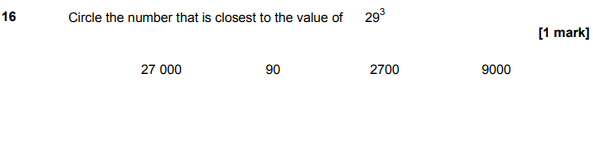 16 Circle the number that is closest to the value of 29³
[1 mark]
27 000 90 2700 9000